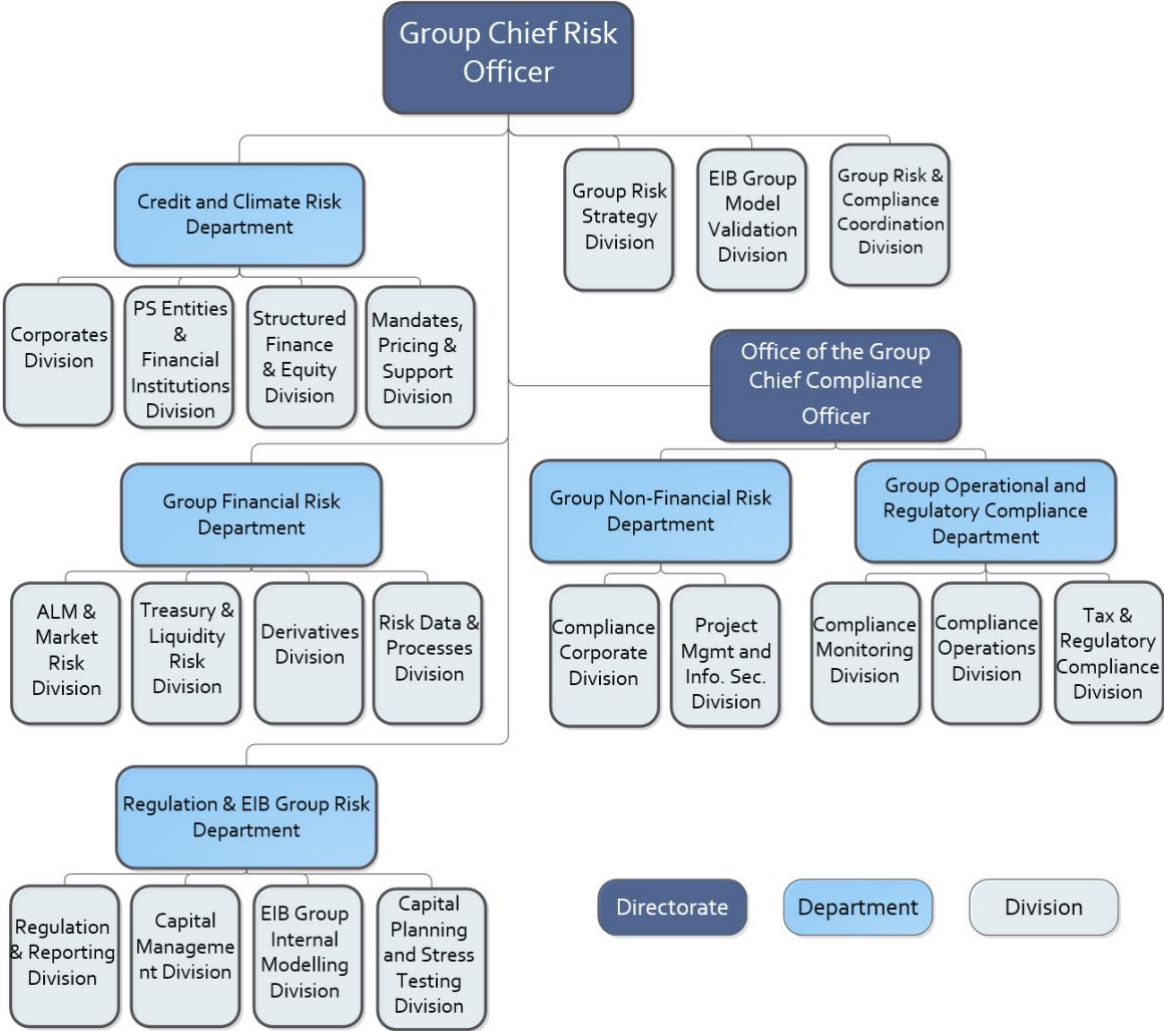 Group Chief Risk
Officer
Credit and Climate Risk
Department
Group Risk
Strategy
Division
EIB Group
Model
Validation
Division
Group Risk &
Compliance
Coordination
Division
Corporates
Division
PS Entities
&
Financial
Institutions
Division
Structured
Finance
& Equity
Division
Mandates,
Pricing &
Support
Division
Office of the Group
Chief Compliance
Officer
Group Financial Risk
Department
Group Non-Financial Risk
Department
Group Operational and
Regulatory Compliance
Department
ALM &
Market
Risk
Division
Treasury &
Liquidity
Risk
Division
Derivatives
Division
Risk Data &
Processes
Division
Compliance
Corporate
Division
Project
Mgmt and
Info. Sec.
Division
Compliance
Monitoring
Division
Compliance
Operations
Division
Tax &
Regulatory
Compliance
Division
Regulation & EIB Group Risk
Department
Regulation
& Reporting
Division
Capital
Manageme
nt Division
EIB Group
Internal
Modelling
Division
Capital
Planning
and Stress
Testing
Division
Directorate
Department
Division